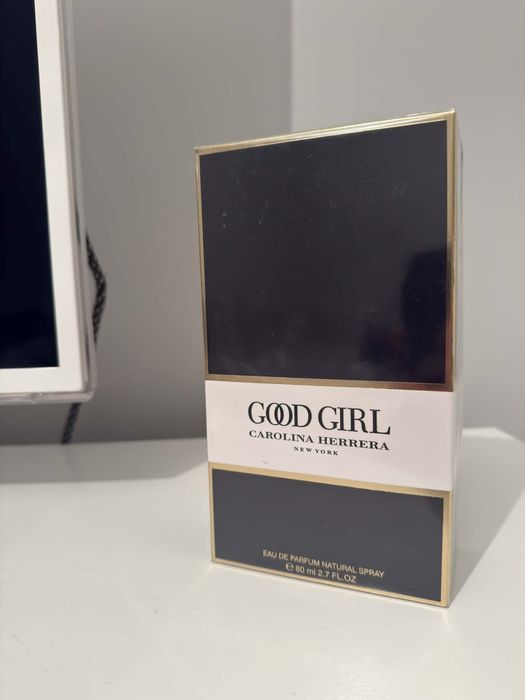 GOOD GIRL
CAROLINA HERRERA
NEW YORK
EAU DE PARFUM NATURAL SPRAY
℮ 80 ml 2.7 FL.OZ